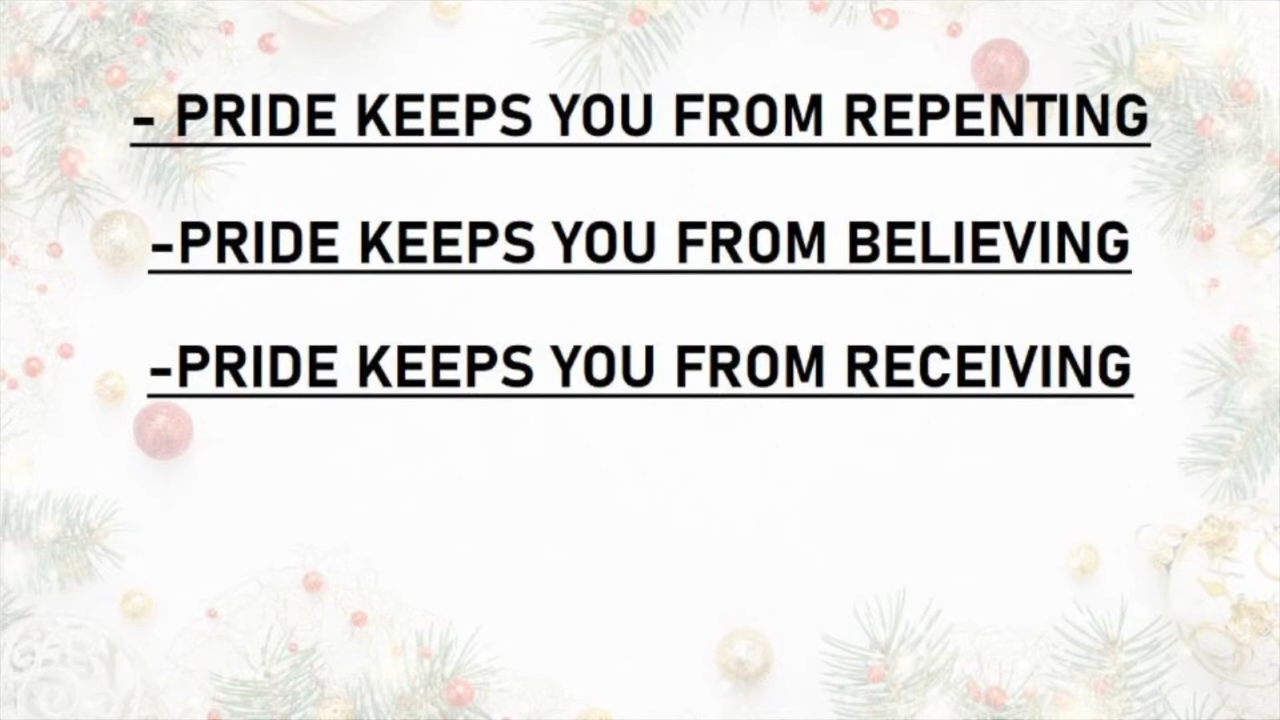 - PRIDE KEEPS YOU FROM REPENTING
-PRIDE KEEPS YOU FROM BELIEVING
-PRIDE KEEPS YOU FROM RECEIVING